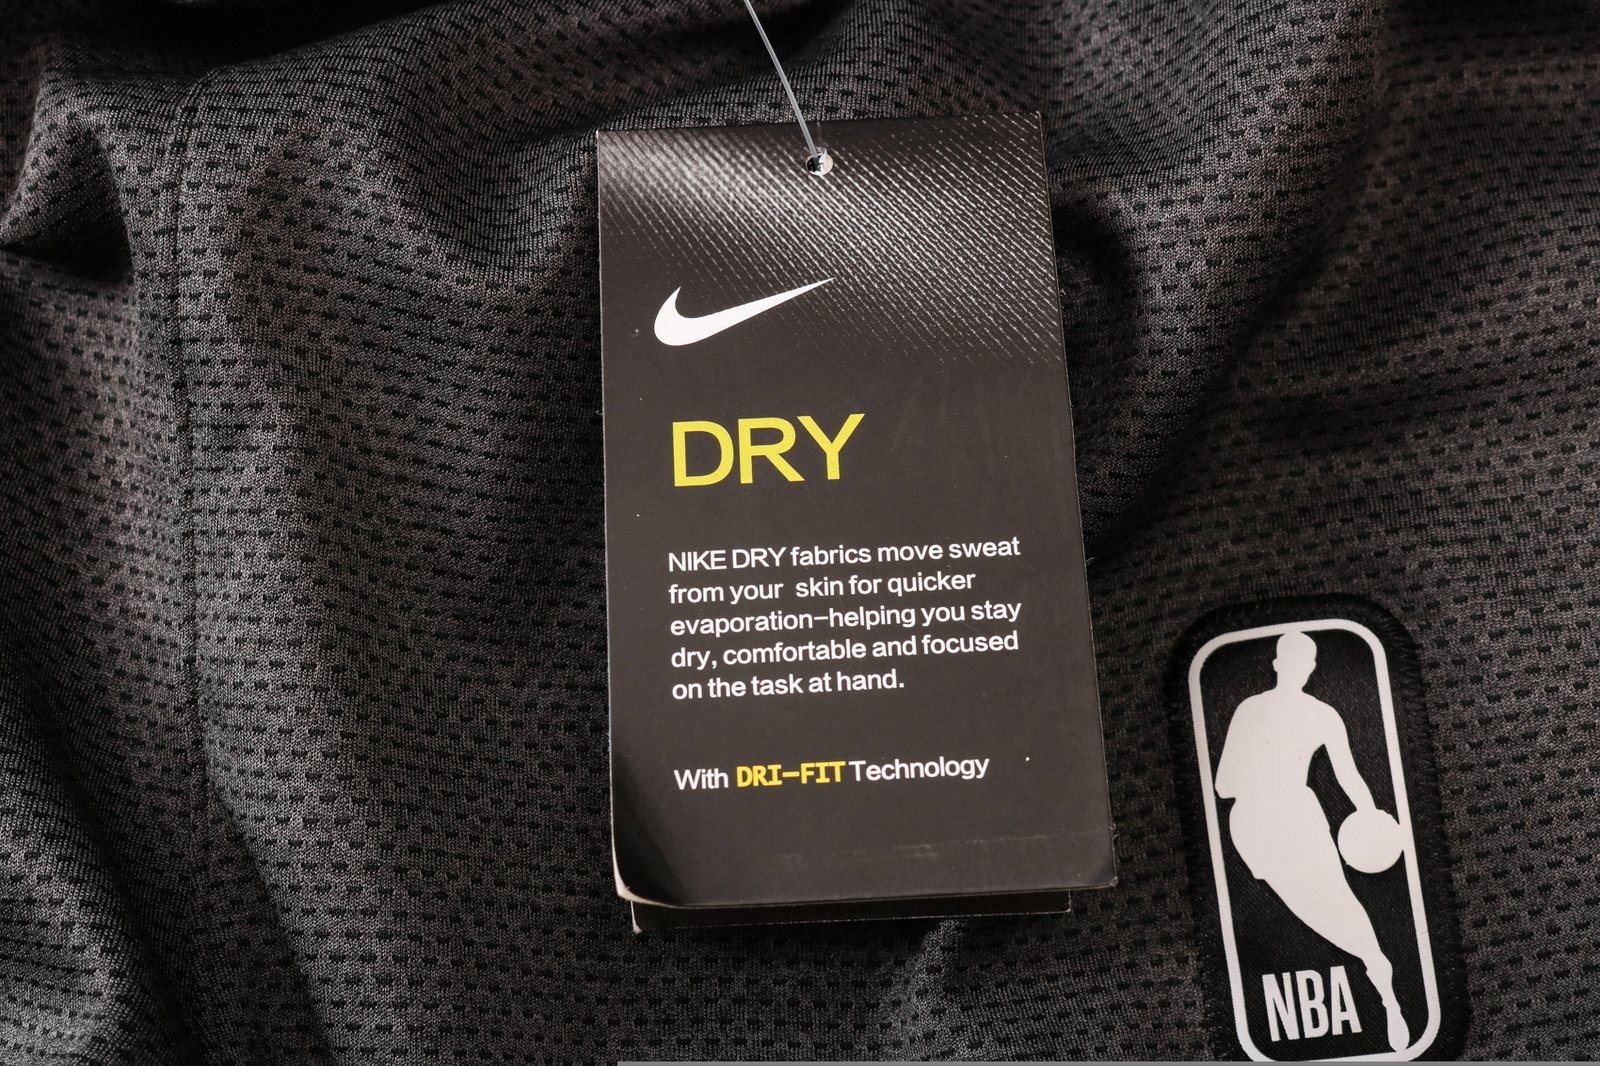 DRY
NIKE DRY fabrics move sweat
from your skin for quicker
evaporation–helping you stay
dry, comfortable and focused
on the task at hand.
With DRI–FIT Technology
NBA